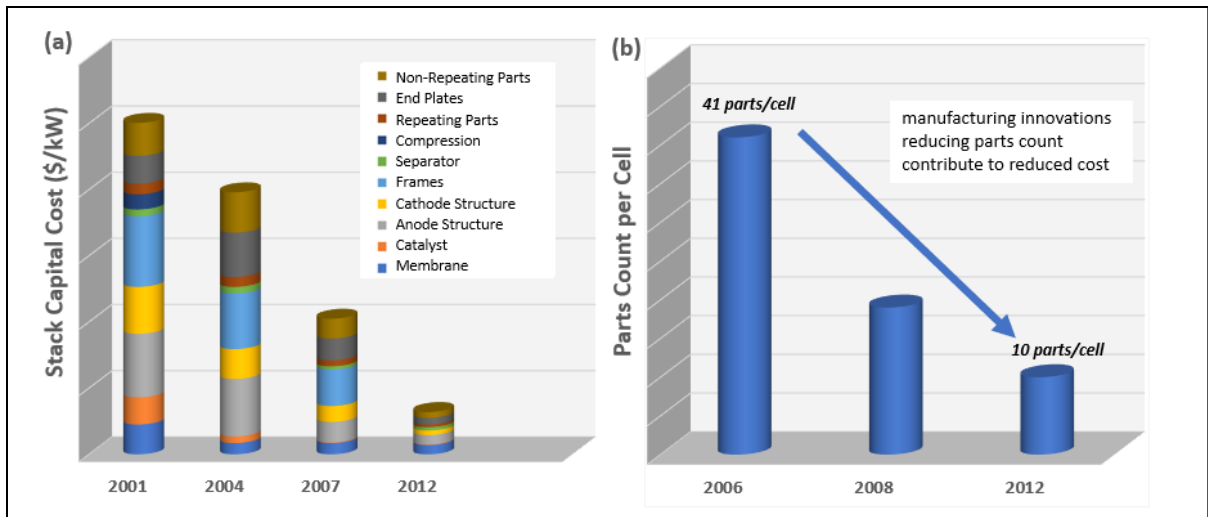 (a)
Stack Capital Cost ($/kW)
Non-Repeating Parts
End Plates
Repeating Parts
Compression
Separator
Frames
Cathode Structure
Anode Structure
Catalyst
Membrane
2001
2004
2007
2012
(b)
Parts Count per Cell
41 parts/cell
manufacturing innovations
reducing parts count
contribute to reduced cost
10 parts/cell
2006
2008
2012